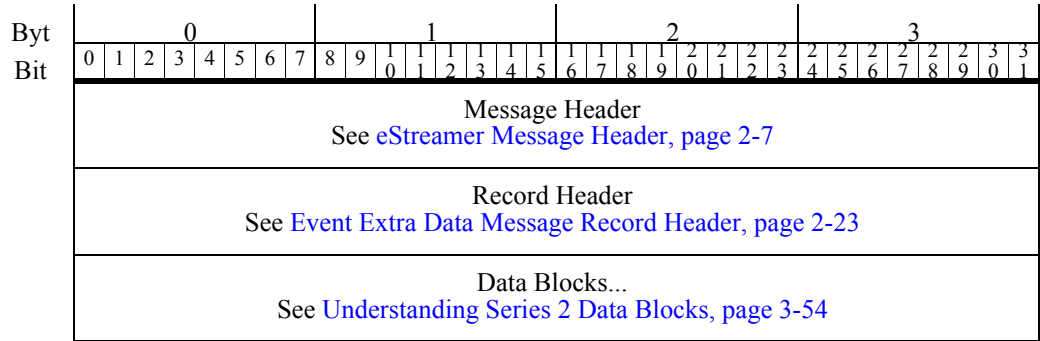 Byt 0 1 2 3
Bit 0 1 2 3 4 5 6 7 8 9 10 11 12 13 14 15 16 17 18 19 20 21 22 23 24 25 26 27 28 29 30 31
Message Header
See eStreamer Message Header, page 2-7
Record Header
See Event Extra Data Message Record Header, page 2-23
Data Blocks...
See Understanding Series 2 Data Blocks, page 3-54